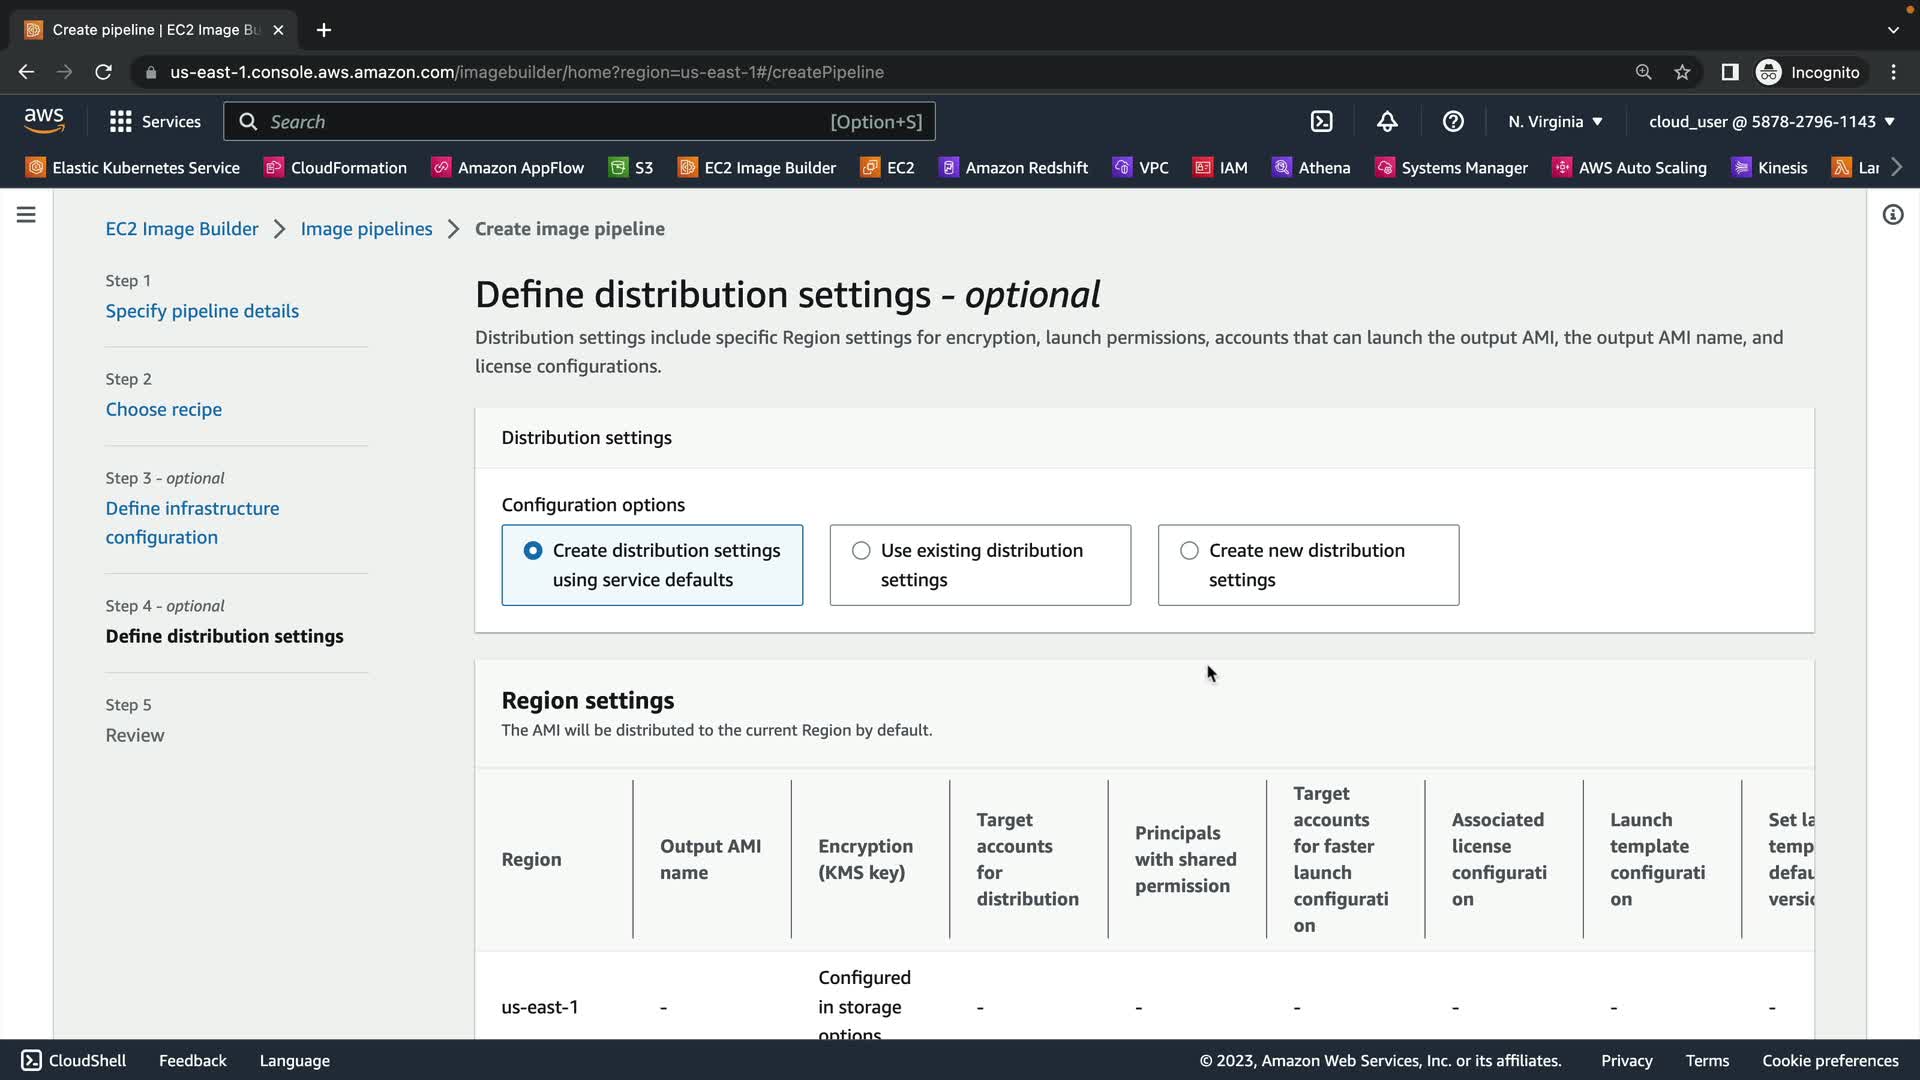 Create pipeline | EC2 Image Bu
us-east-1.console.aws.amazon.com/imagebuilder/home?region=us-east-1#/createPipeline
Incognito
aws
Services
Search
[Option+S]
N. Virginia
cloud_user @ 5878-2796-1143
Elastic Kubernetes Service
CloudFormation
Amazon AppFlow
S3
EC2 Image Builder
EC2
Amazon Redshift
VPC
IAM
Athena
Systems Manager
AWS Auto Scaling
Kinesis
Lar
EC2 Image Builder
Image pipelines
Create image pipeline
Step 1
Specify pipeline details
Step 2
Choose recipe
Step 3 - optional
Define infrastructure
configuration
Step 4 - optional
Define distribution settings
Step 5
Review
Define distribution settings - optional
Distribution settings include specific Region settings for encryption, launch permissions, accounts that can launch the output AMI, the output AMI name, and
license configurations.
Distribution settings
Configuration options
Create distribution settings
using service defaults
Use existing distribution
settings
Create new distribution
settings
Region settings
The AMI will be distributed to the current Region by default.
Region
Output AMI
name
Encryption
(KMS key)
Target
accounts
for
distribution
Principals
with shared
permission
Target
accounts
for faster
launch
configurati
on
Associated
license
configurati
on
Launch
template
configurati
on
Set la
temp
defau
versio
us-east-1
-
Configured
in storage
options
-
-
-
-
-
-
CloudShell
Feedback
Language
© 2023, Amazon Web Services, Inc. or its affiliates.
Privacy
Terms
Cookie preferences